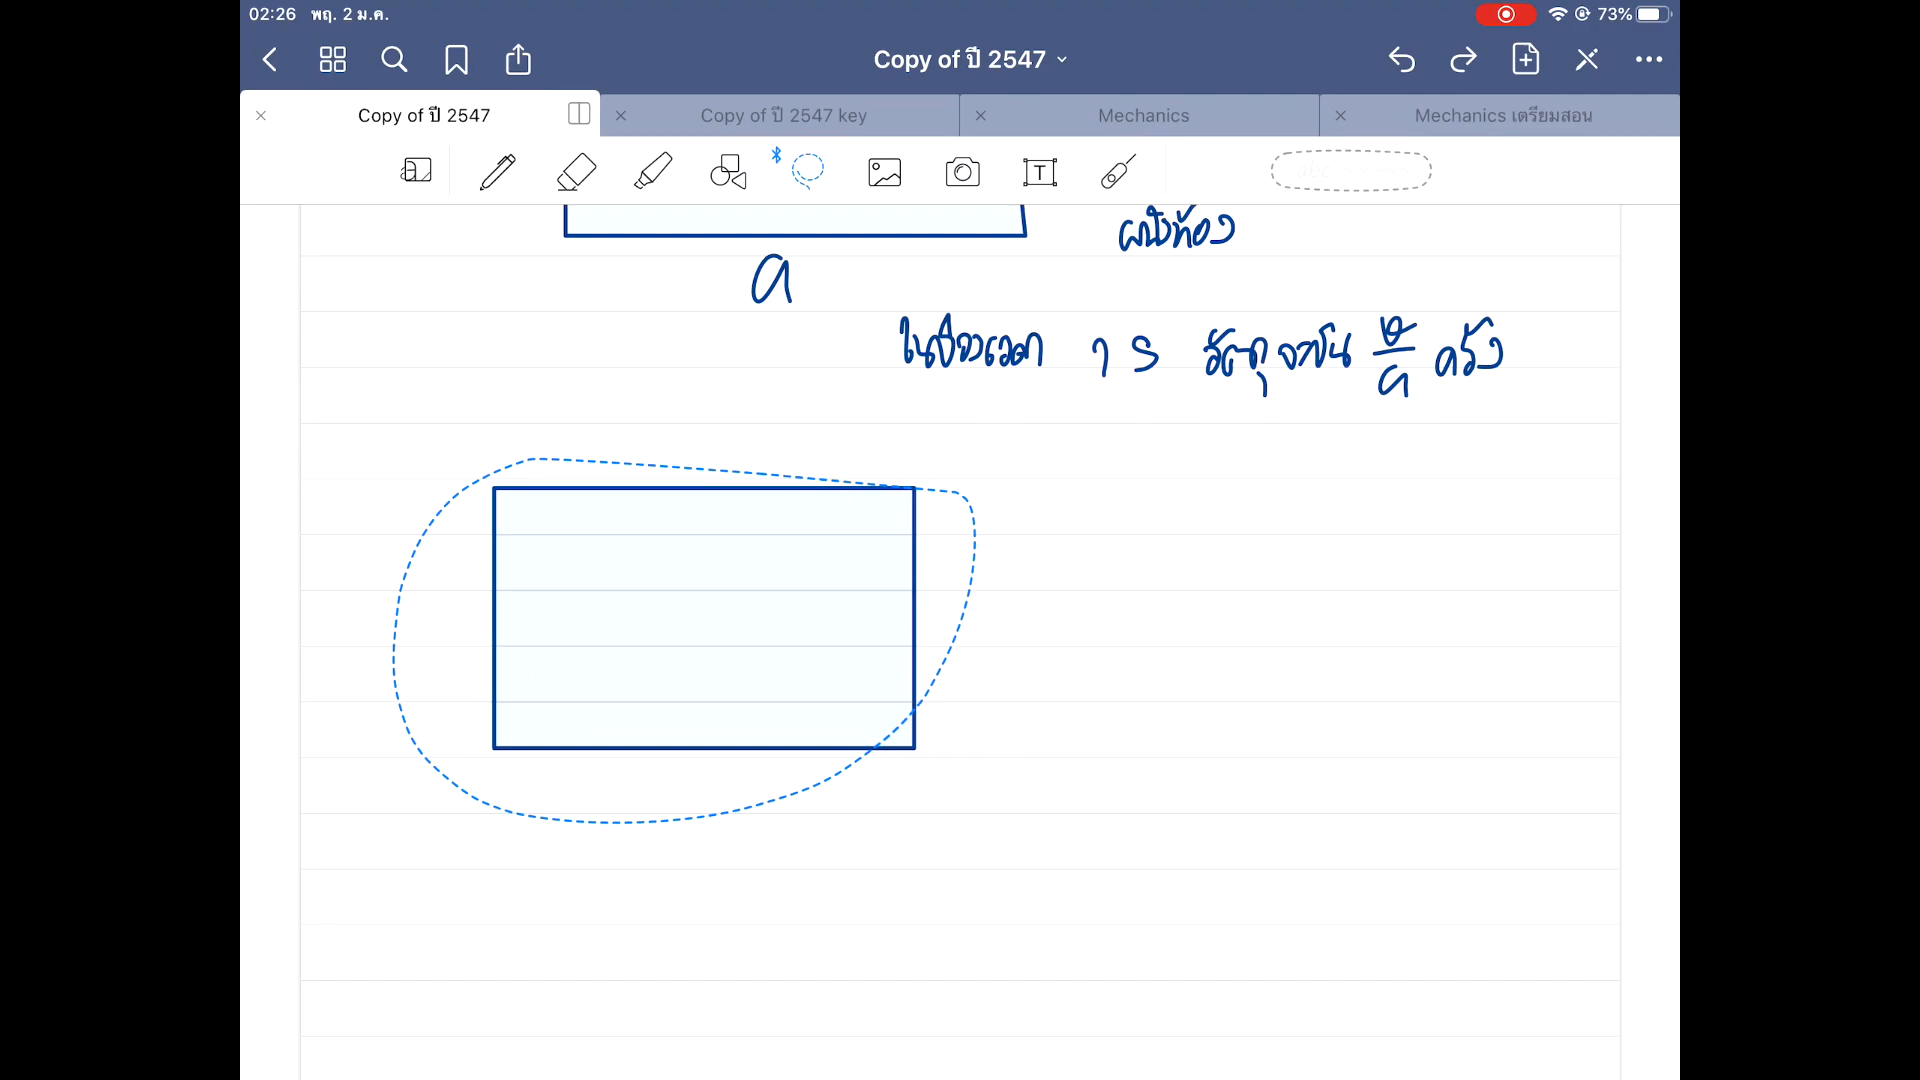 02:26 พฤ. 2 ม.ค. 73%
Copy of ปี 2547
Copy of ปี 2547 Copy of ปี 2547 key Mechanics Mechanics เตรียมสอน
T abc
ผนังห้อง
a
ในช่วงเวลา 1 s วัตถุจะชน v/a ครั้ง